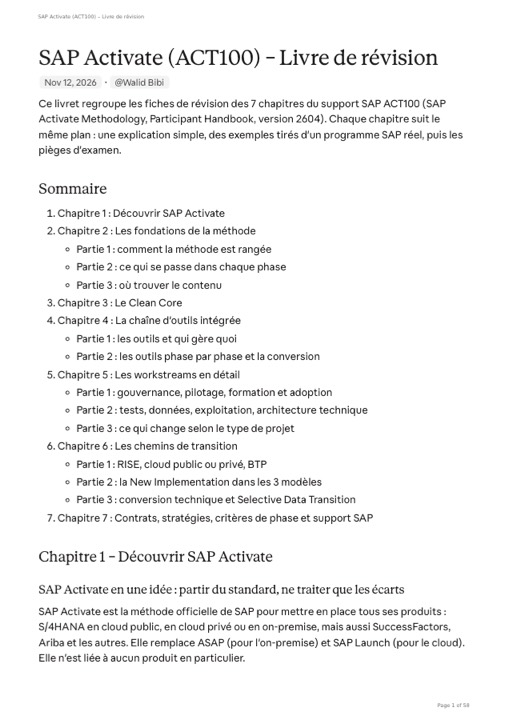 SAP Activate (ACT100) – Livre de révision
SAP Activate (ACT100) – Livre de révision
Nov 12, 2026 • @Walid Bibi
Ce livret regroupe les fiches de révision des 7 chapitres du support SAP ACT100 (SAP
Activate Methodology, Participant Handbook, version 2604). Chaque chapitre suit le
même plan : une explication simple, des exemples tirés d'un programme SAP réel, puis les
pièges d'examen.
Sommaire
1. Chapitre 1 : Découvrir SAP Activate
2. Chapitre 2 : Les fondations de la méthode
◦ Partie 1 : comment la méthode est rangée
◦ Partie 2 : ce qui se passe dans chaque phase
◦ Partie 3 : où trouver le contenu
3. Chapitre 3 : Le Clean Core
4. Chapitre 4 : La chaîne d'outils intégrée
◦ Partie 1 : les outils et qui gère quoi
◦ Partie 2 : les outils phase par phase et la conversion
5. Chapitre 5 : Les workstreams en détail
◦ Partie 1 : gouvernance, pilotage, formation et adoption
◦ Partie 2 : tests, données, exploitation, architecture technique
◦ Partie 3 : ce qui change selon le type de projet
6. Chapitre 6 : Les chemins de transition
◦ Partie 1 : RISE, cloud public ou privé, BTP
◦ Partie 2 : la New Implementation dans les 3 modèles
◦ Partie 3 : conversion technique et Selective Data Transition
7. Chapitre 7 : Contrats, stratégies, critères de phase et support SAP
Chapitre 1 – Découvrir SAP Activate
SAP Activate en une idée : partir du standard, ne traiter que les écarts
SAP Activate est la méthode officielle de SAP pour mettre en place tous ses produits :
S/4HANA en cloud public, en cloud privé ou en on-premise, mais aussi SuccessFactors,
Ariba et les autres. Elle remplace ASAP (pour l'on-premise) et SAP Launch (pour le cloud).
Elle n'est liée à aucun produit en particulier.
Page 1 of 58